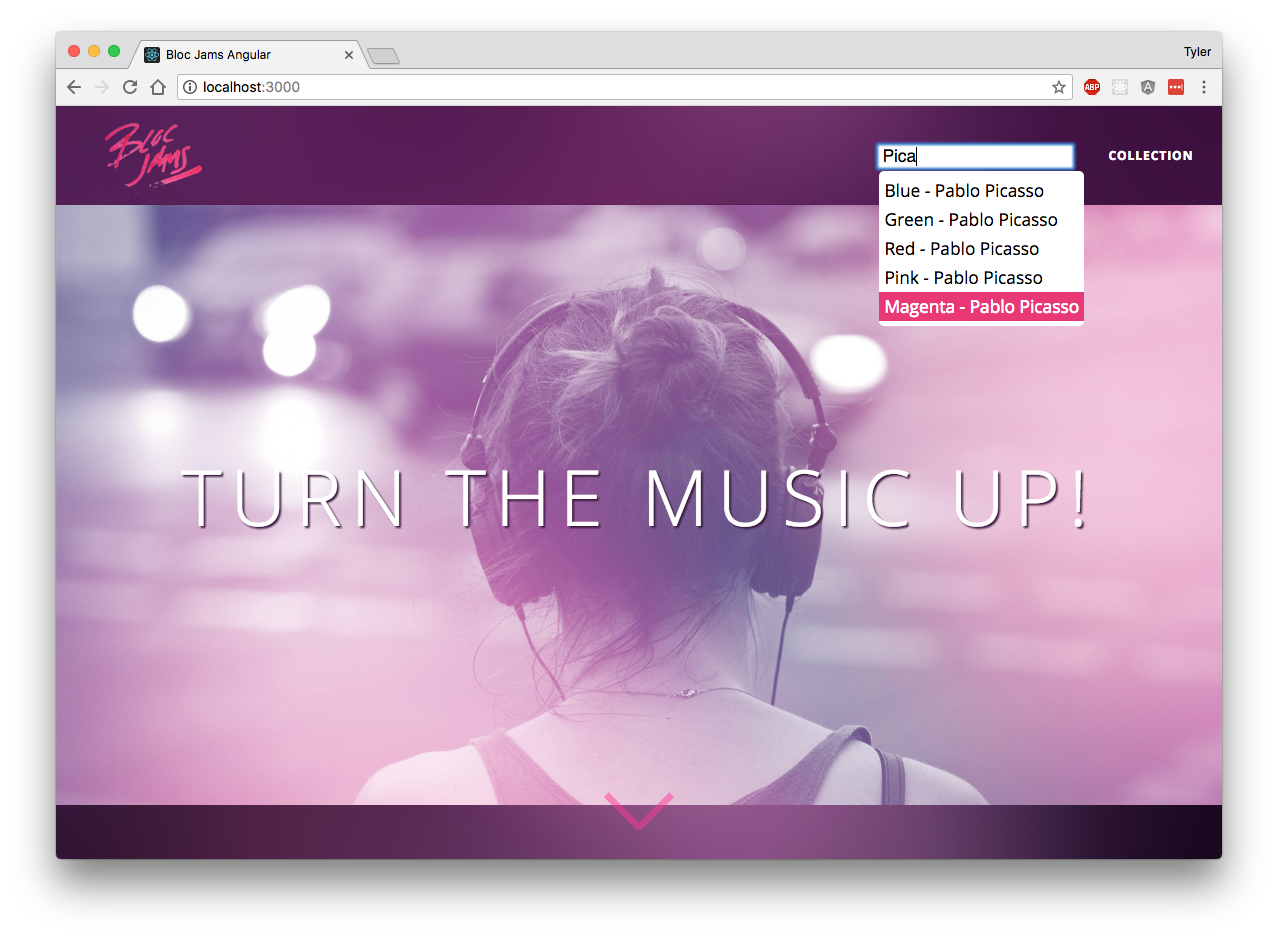 Bloc Jams Angular
Tyler
localhost:3000
ABP
BLOC
JAMS
Pica
COLLECTION
Blue - Pablo Picasso
Green - Pablo Picasso
Red - Pablo Picasso
Pink - Pablo Picasso
Magenta - Pablo Picasso
TURN THE MUSIC UP!